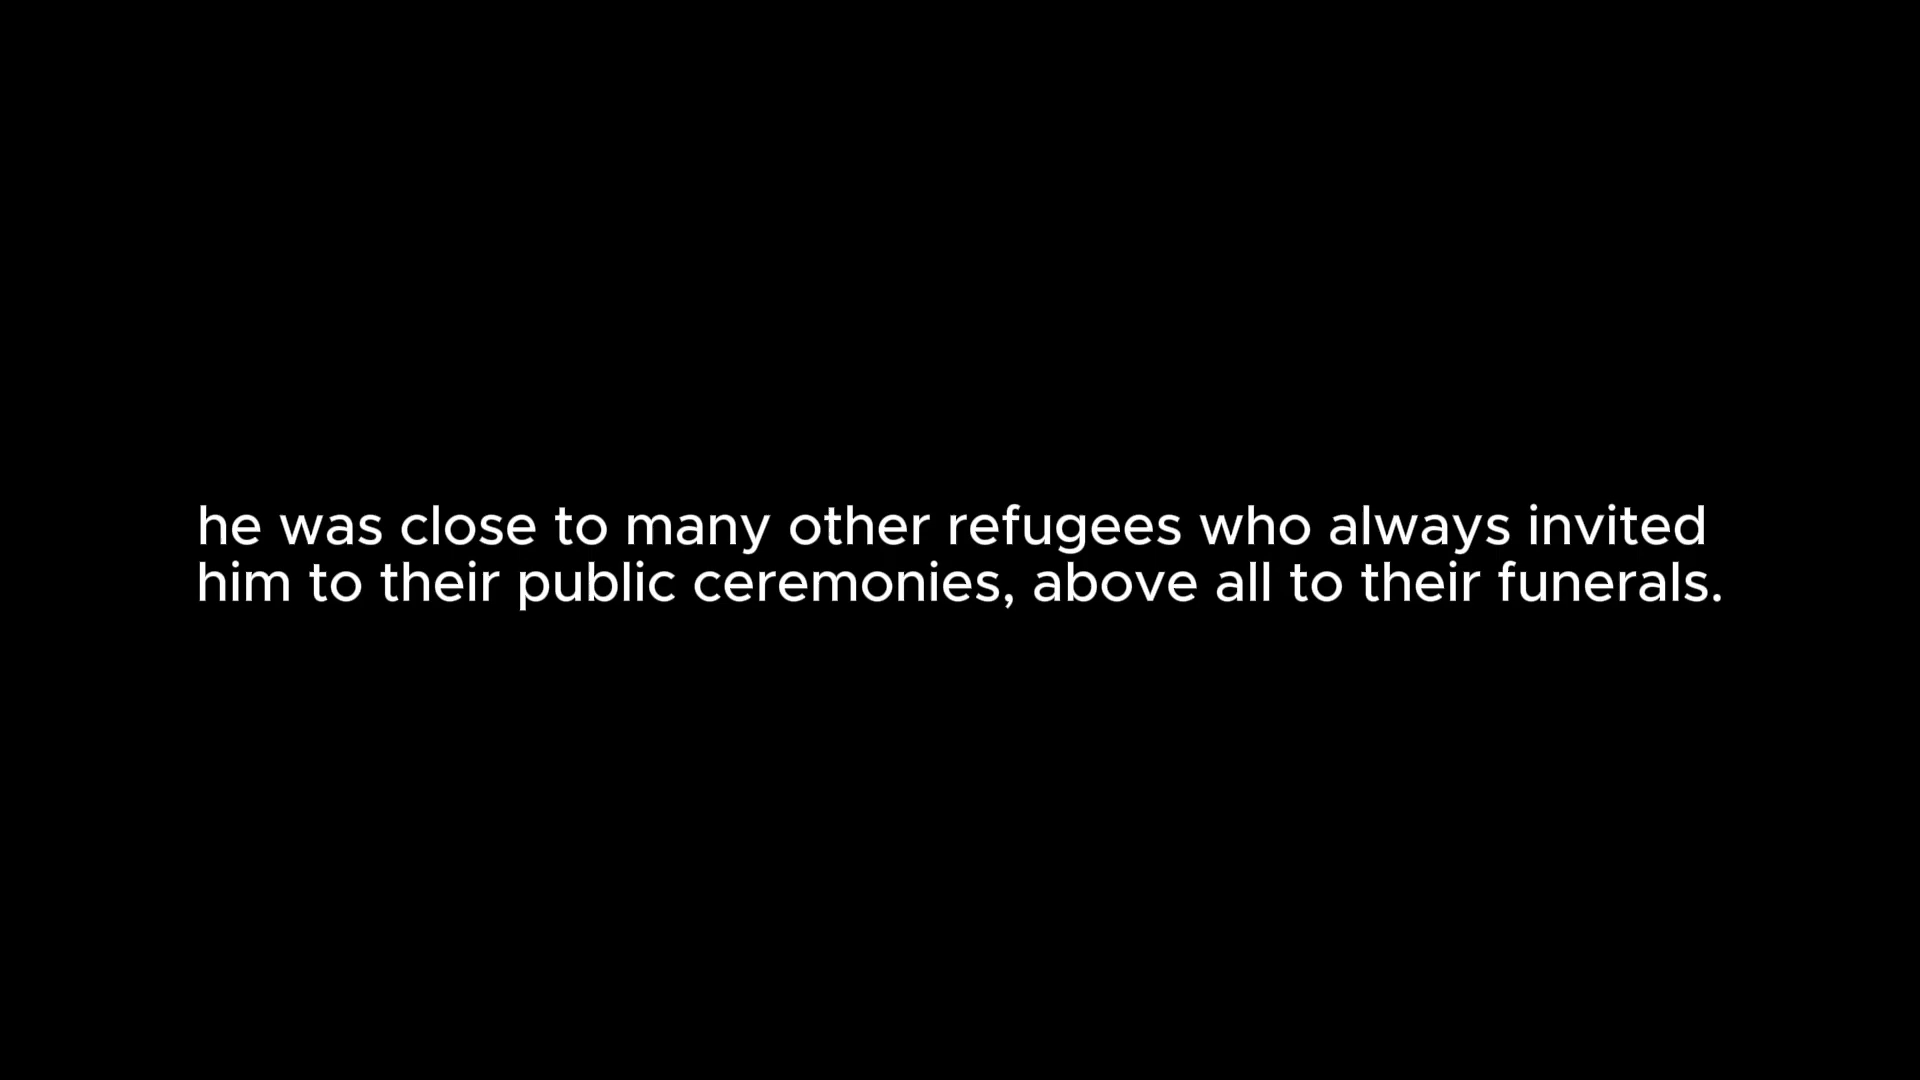 he was close to many other refugees who always invited
him to their public ceremonies, above all to their funerals.